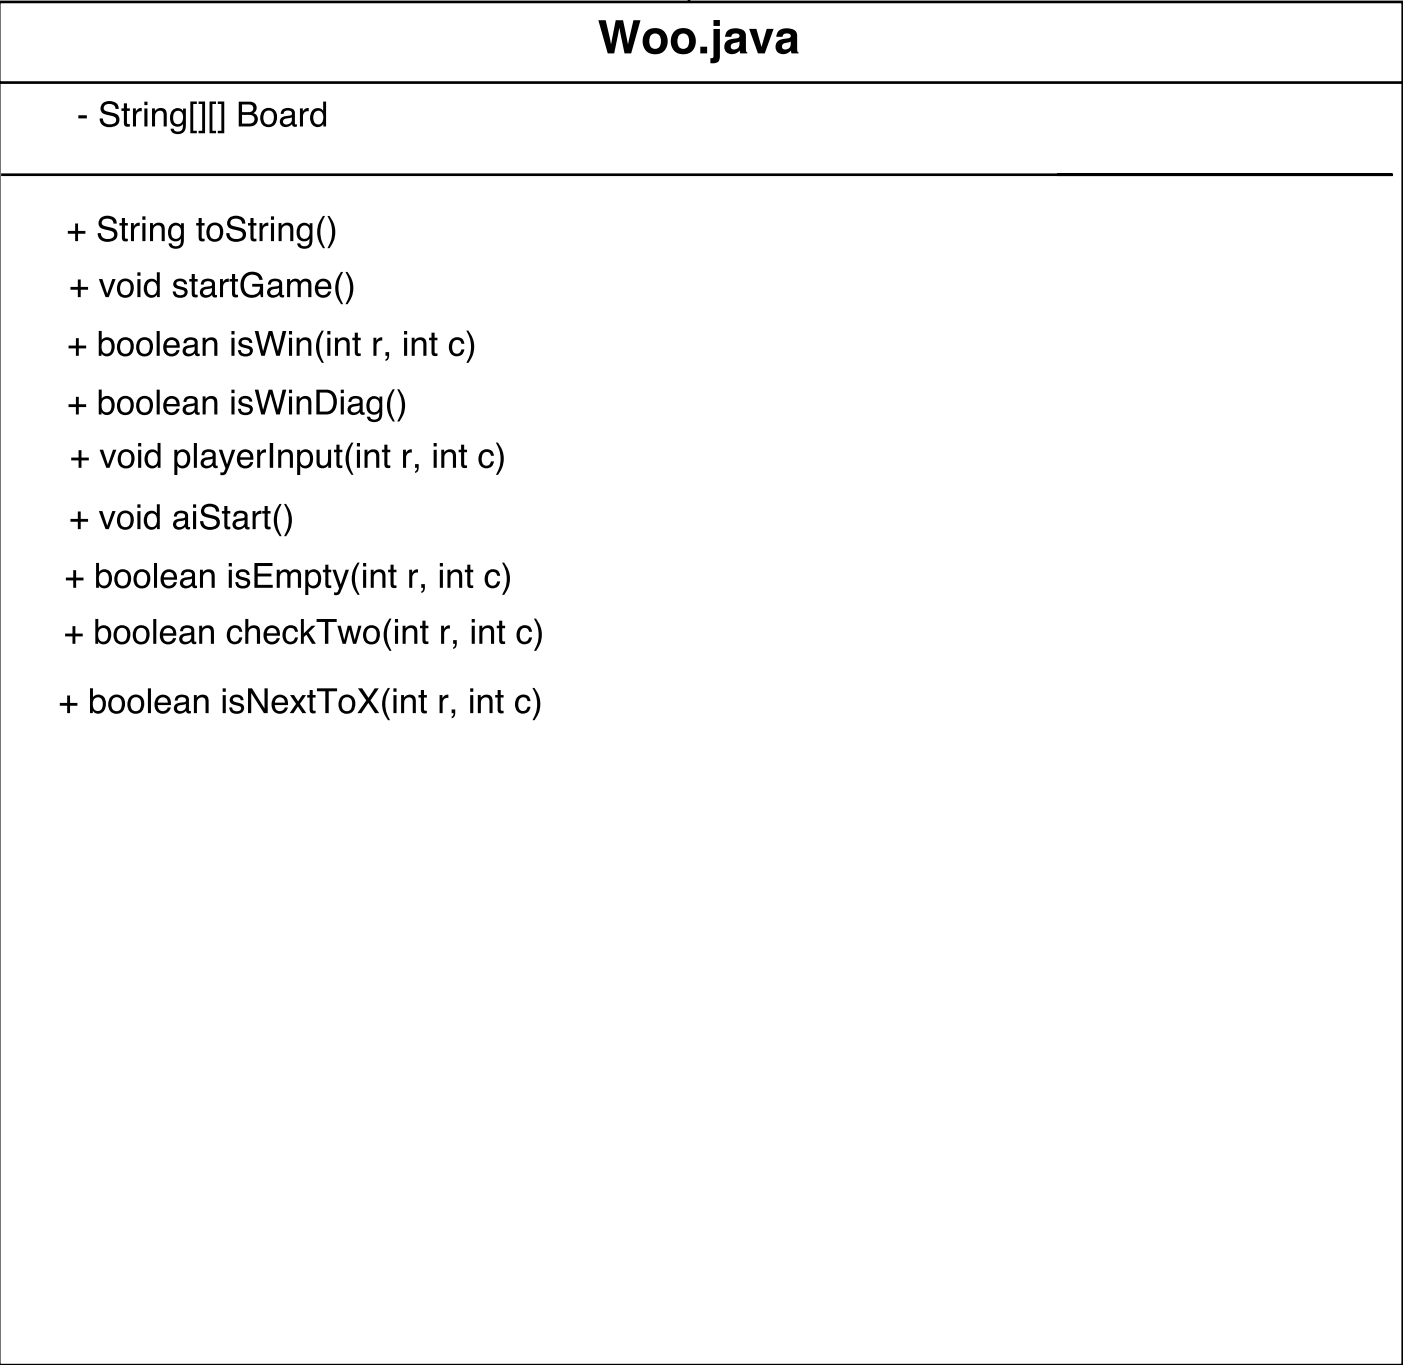 Woo.java
- String[][] Board
+ String toString()
+ void startGame()
+ boolean isWin(int r, int c)
+ boolean isWinDiag()
+ void playerInput(int r, int c)
+ void aiStart()
+ boolean isEmpty(int r, int c)
+ boolean checkTwo(int r, int c)
+ boolean isNextToX(int r, int c)